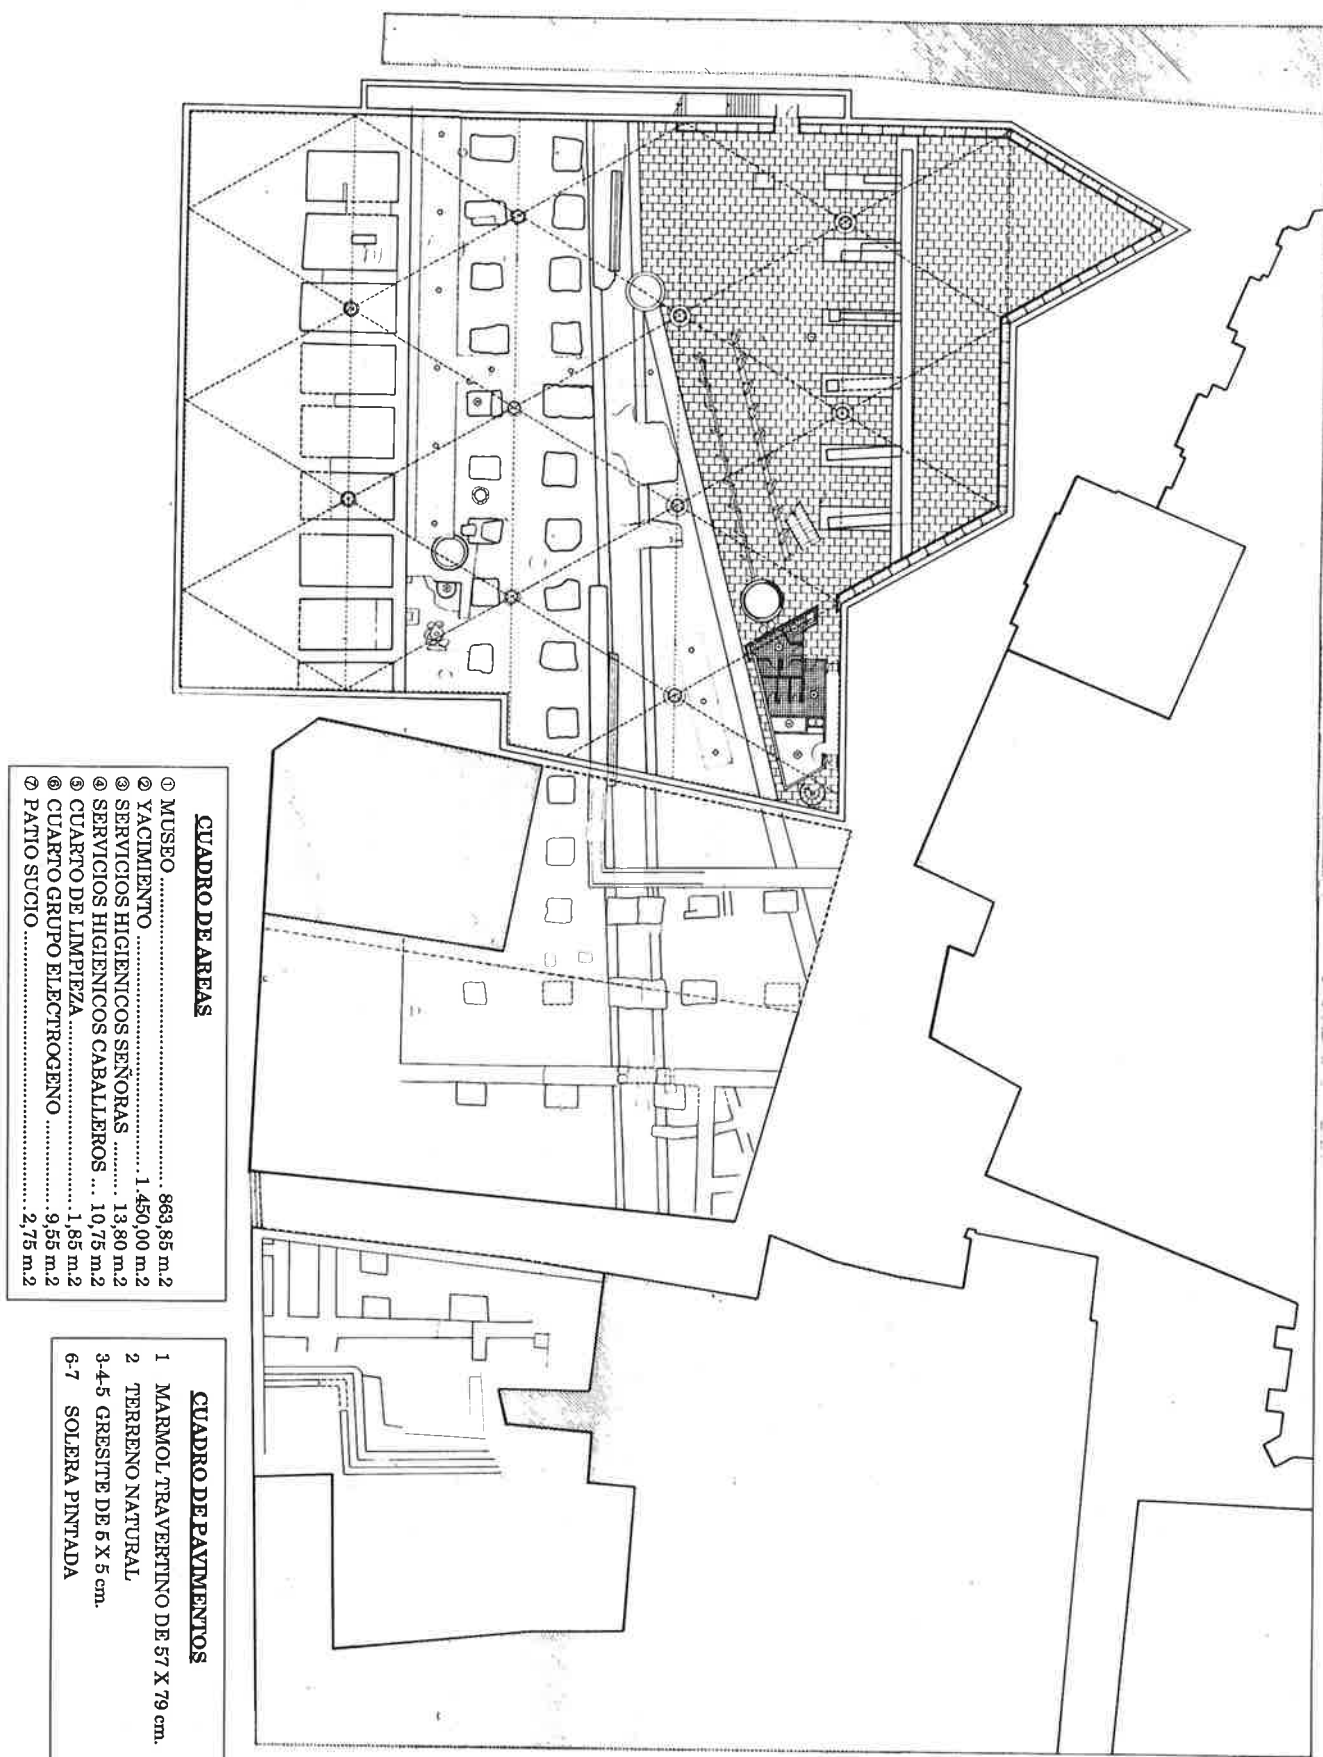 CUADRO DE AREAS
① MUSEO ........................................ 863,85 m.2
② YACIMIENTO ................................ 1.450,00 m.2
③ SERVICIOS HIGIENICOS SEÑORAS ......... 13,80 m.2
④ SERVICIOS HIGIENICOS CABALLEROS ... 10,75 m.2
⑤ CUARTO DE LIMPIEZA ........................ 1,85 m.2
⑥ CUARTO GRUPO ELECTROGENO ............. 9,55 m.2
⑦ PATIO SUCIO .................................... 2,75 m.2
CUADRO DE PAVIMENTOS
1 MARMOL TRAVERTINO DE 57 X 79 cm.
2 TERRENO NATURAL
3-4-5 GRESITE DE 5 X 5 cm.
6-7 SOLERA PINTADA